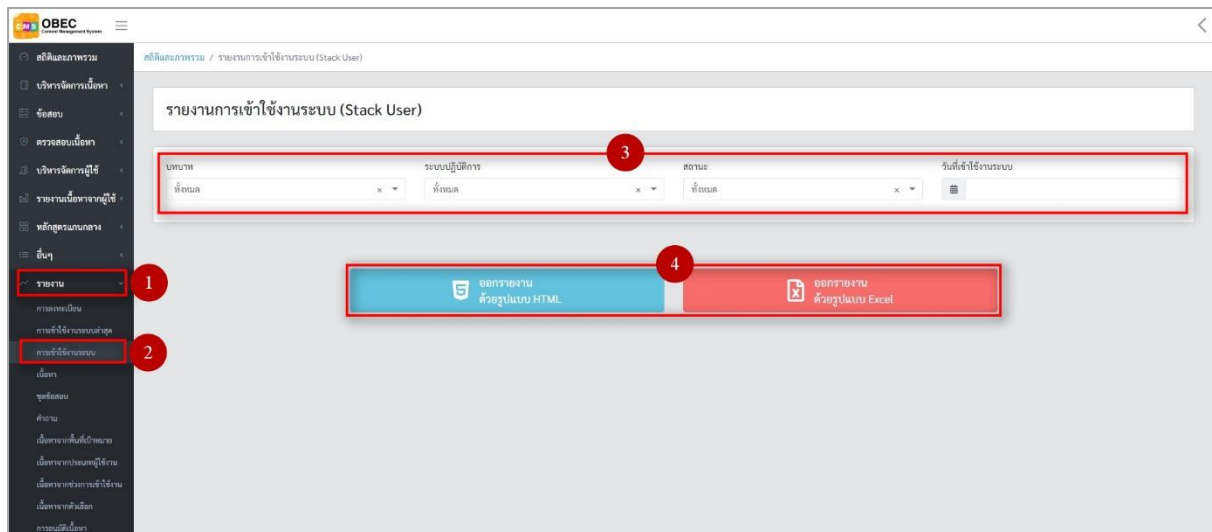 CMS OBEC
Content Management System
สถิติและภาพรวม
สถิติและภาพรวม / รายงานการเข้าใช้งานระบบ (Stack User)
บริหารจัดการเนื้อหา
ข้อสอบ
ตรวจสอบเนื้อหา
บริหารจัดการผู้ใช้
รายงานเนื้อหาจากผู้ใช้
หลักสูตรแกนกลาง
อื่นๆ
รายงาน
1
การลงทะเบียน
การเข้าใช้งานระบบล่าสุด
การเข้าใช้งานระบบ
2
เนื้อหา
ชุดข้อสอบ
คำถาม
เนื้อหาจากพื้นที่เป้าหมาย
เนื้อหาจากประเภทผู้ใช้งาน
เนื้อหาจากช่วงการเข้าใช้งาน
เนื้อหาจากตัวเลือก
การอนุมัติเนื้อหา
รายงานการเข้าใช้งานระบบ (Stack User)
3
บทบาท ระบบปฏิบัติการ สถานะ วันที่เข้าใช้งานระบบ
ทั้งหมด × ทั้งหมด × ทั้งหมด ×
4
ออกรายงาน
ด้วยรูปแบบ HTML
ออกรายงาน
ด้วยรูปแบบ Excel